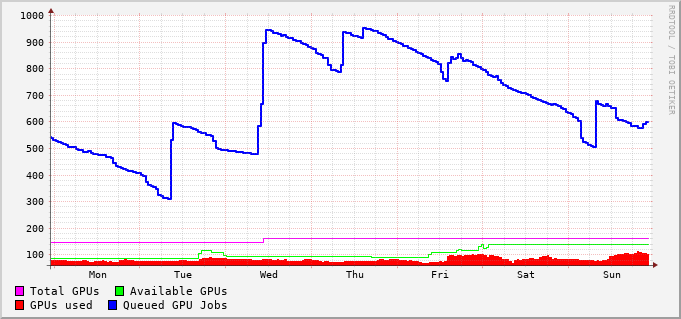 1000
900
800
700
600
500
400
300
200
100
Mon Tue Wed Thu Fri Sat Sun
Total GPUs Available GPUs
GPUs used Queued GPU Jobs
RRDTOOL / TOBI OETIKER